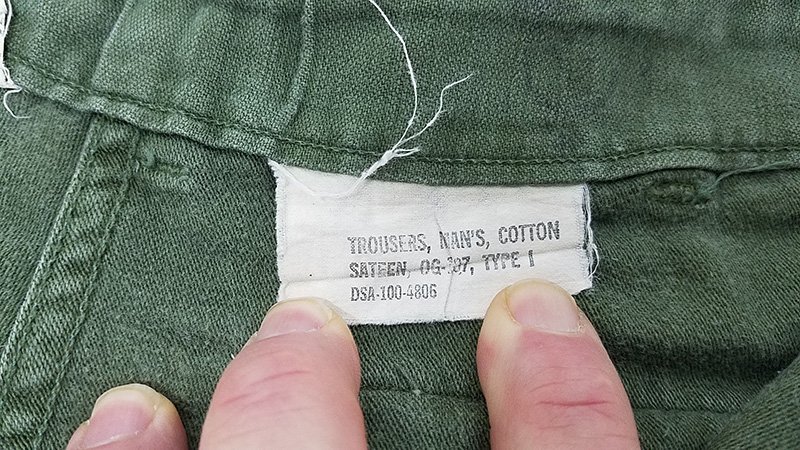 TROUSERS, MAN'S, COTTON
SATEEN, OG-107, TYPE I
DSA-100-4806